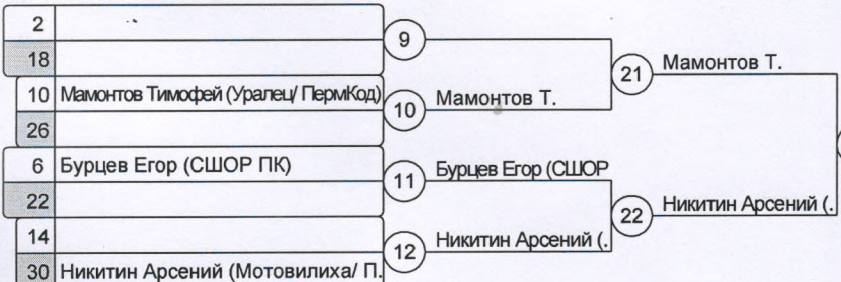 2
9
18
21 Мамонтов Т.
10 Мамонтов Тимофей (Уралец/ ПермКод)
10 Мамонтов Т.
26
6 Бурцев Егор (СШОР ПК)
11 Бурцев Егор (СШОР
22
22 Никитин Арсений (.
14
12 Никитин Арсений (.
30 Никитин Арсений (Мотовилиха/ П.